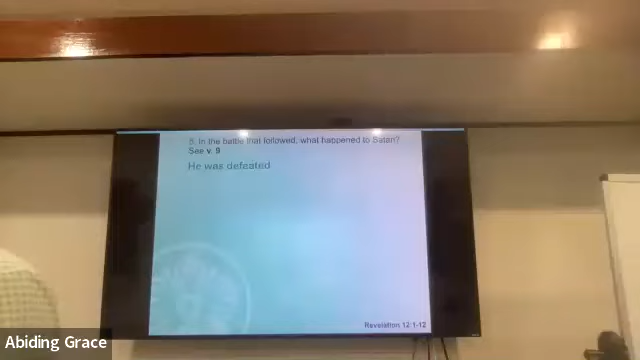 5. In the battle that followed, what happened to Satan?
See v. 9
He was defeated
Revelation 12:1-12
Abiding Grace